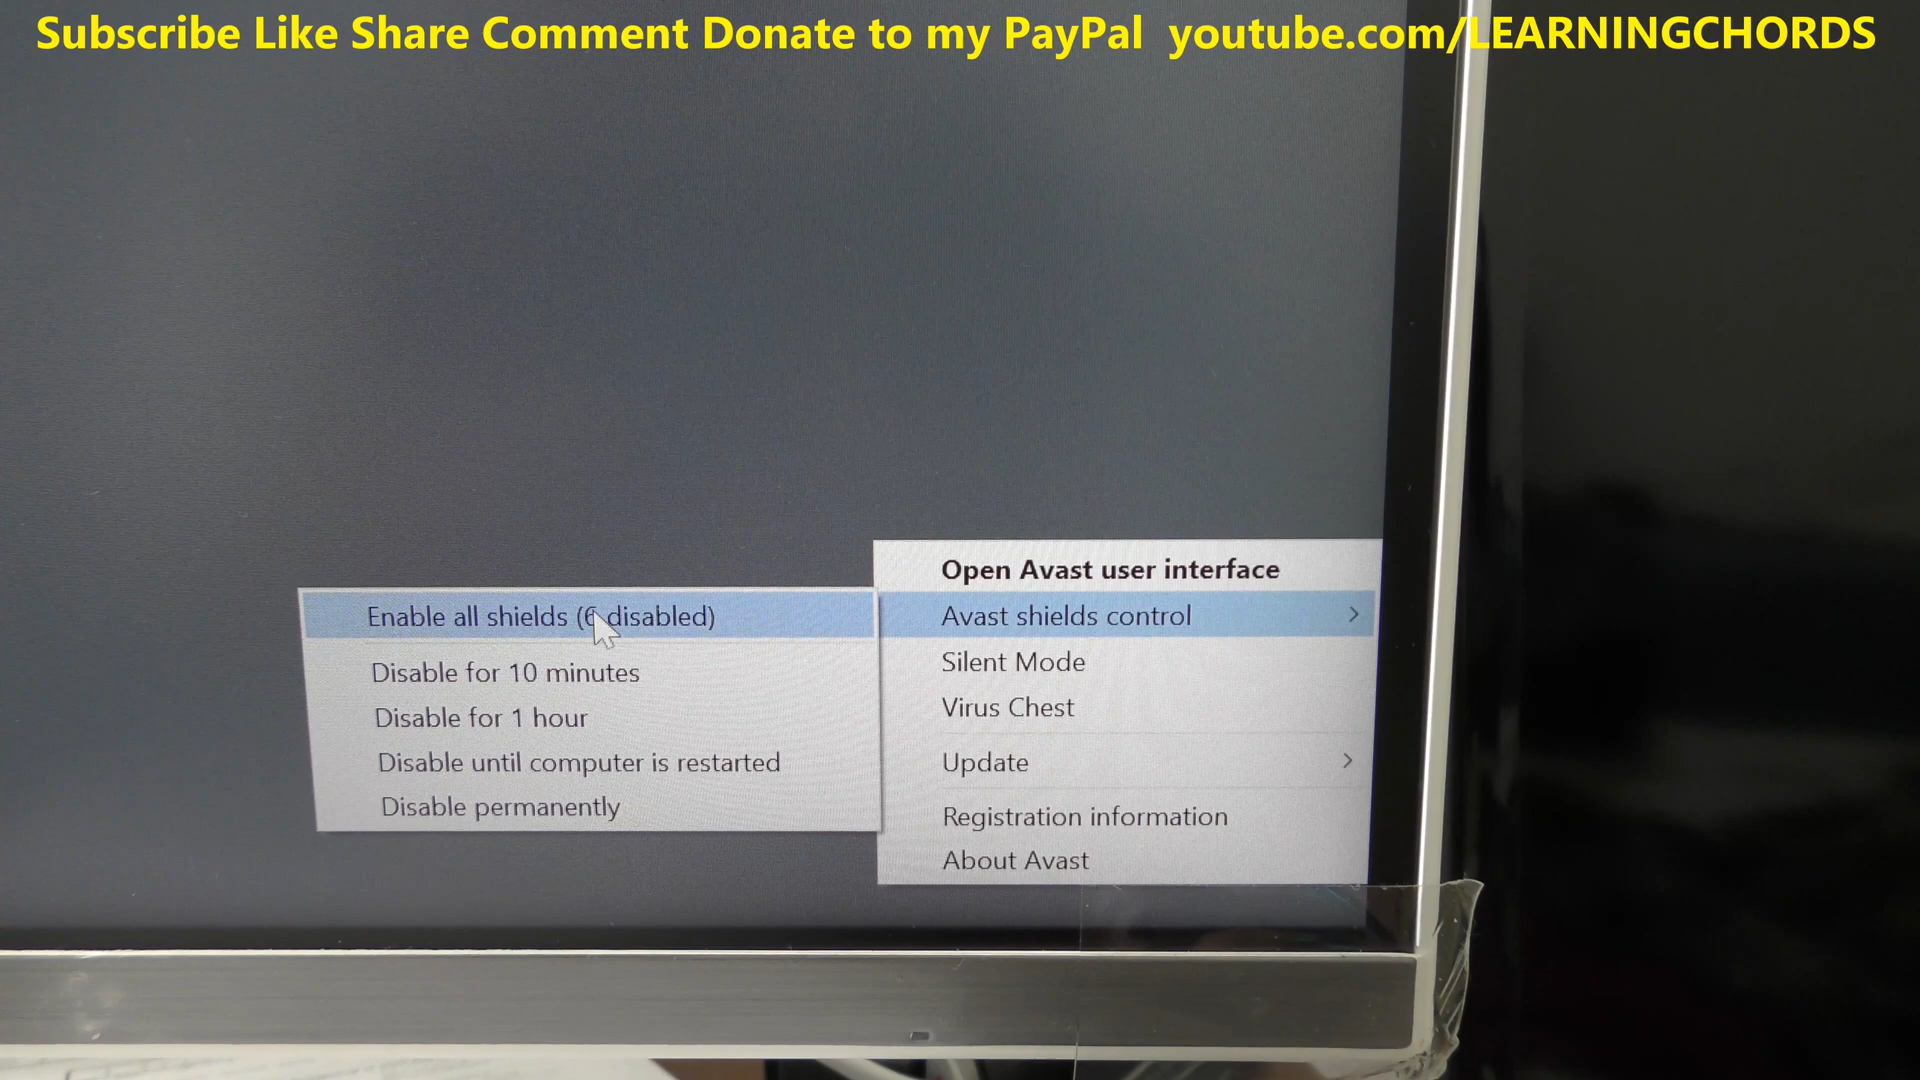 Subscribe Like Share Comment Donate to my PayPal youtube.com/LEARNINGCHORDS
Open Avast user interface
Avast shields control
Silent Mode
Virus Chest
Update
Registration information
About Avast
Enable all shields (6 disabled)
Disable for 10 minutes
Disable for 1 hour
Disable until computer is restarted
Disable permanently